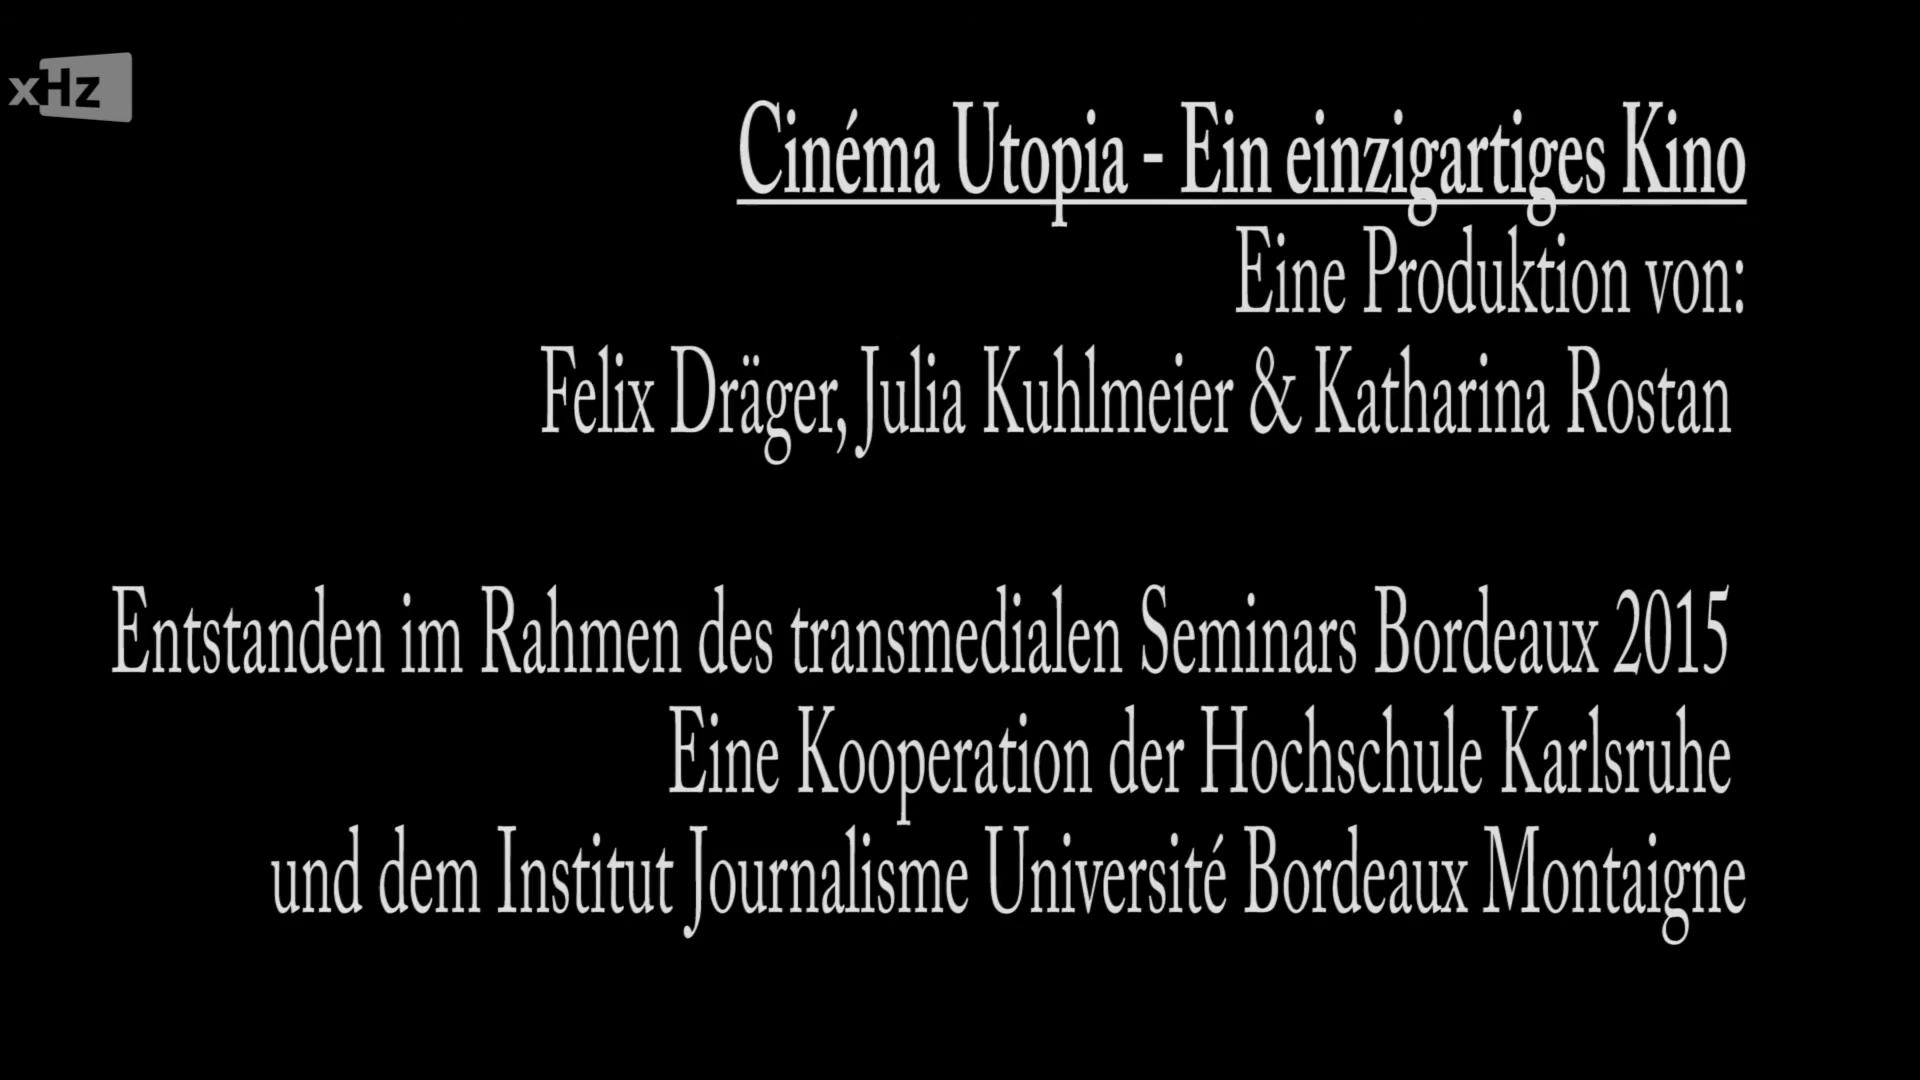 xHz
Cinéma Utopia - Ein einzigartiges Kino
Eine Produktion von:
Felix Dräger, Julia Kuhlmeier & Katharina Rostan
Entstanden im Rahmen des transmedialen Seminars Bordeaux 2015
Eine Kooperation der Hochschule Karlsruhe
und dem Institut Journalisme Université Bordeaux Montaigne